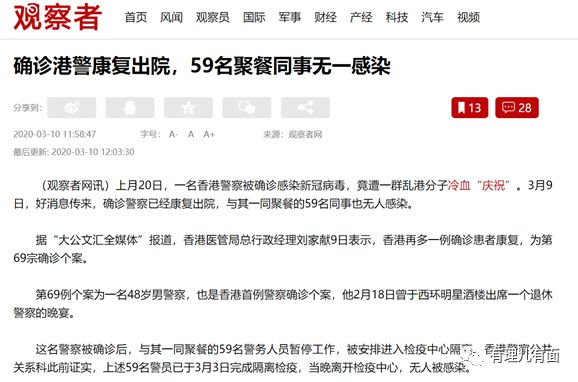 观察者
首页 风闻 观察员 国际 军事 财经 产经 科技 汽车 视频
确诊港警康复出院，59名聚餐同事无一感染
分享到： 13 28
2020-03-10 11:58:47 字号： A- A A+ 来源：观察者网
最后更新: 2020-03-10 12:03:30
（观察者网讯）上月20日，一名香港警察被确诊感染新冠病毒，竟遭一群乱港分子冷血“庆祝”。3月9
日，好消息传来，确诊警察已经康复出院，与其一同聚餐的59名同事也无人感染。
据“大公文汇全媒体”报道，香港医管局总行政经理刘家献9日表示，香港再多一例确诊患者康复，为第
69宗确诊个案。
第69例个案为一名48岁男警察，也是香港首例警察确诊个案，他2月18日曾于西环明星酒楼出席一个退休
警察的晚宴。
这名警察被确诊后，与其一同聚餐的59名警务人员暂停工作，被安排进入检疫中心隔离。香港警察公共
关系科此前证实，上述59名警员已于3月3日完成隔离检疫，当晚离开检疫中心，无人被感染。
有理儿有面